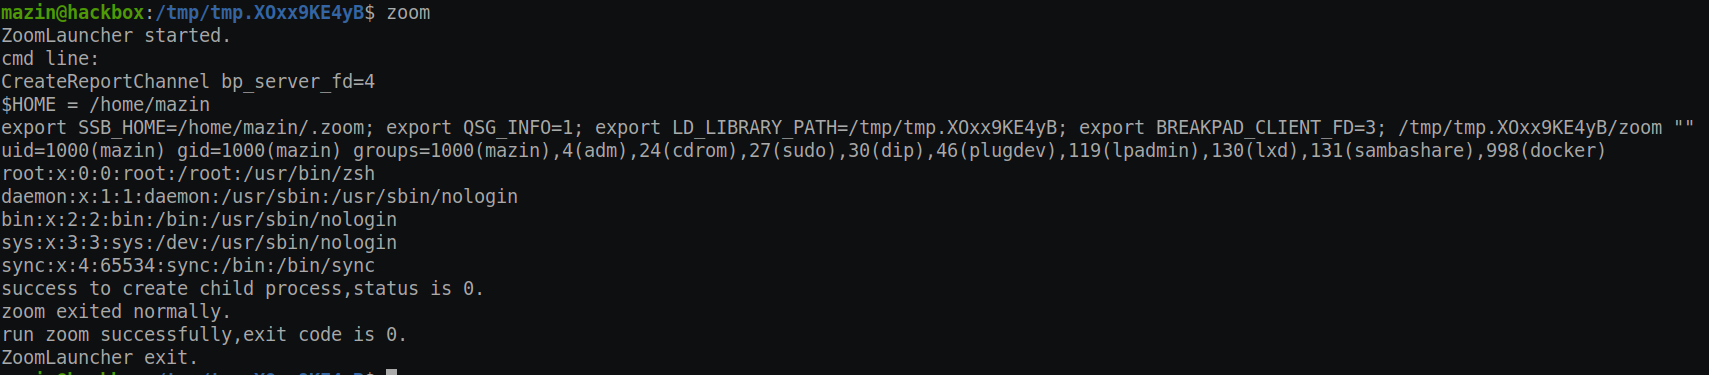 mazin@hackbox:/tmp/tmp.XOxx9KE4yB$ zoom
ZoomLauncher started.
cmd line:
CreateReportChannel bp_server_fd=4
$HOME = /home/mazin
export SSB_HOME=/home/mazin/.zoom; export QSG_INFO=1; export LD_LIBRARY_PATH=/tmp/tmp.XOxx9KE4yB; export BREAKPAD_CLIENT_FD=3; /tmp/tmp.XOxx9KE4yB/zoom ""
uid=1000(mazin) gid=1000(mazin) groups=1000(mazin),4(adm),24(cdrom),27(sudo),30(dip),46(plugdev),119(lpadmin),130(lxd),131(sambashare),998(docker)
root:x:0:0:root:/root:/usr/bin/zsh
daemon:x:1:1:daemon:/usr/sbin:/usr/sbin/nologin
bin:x:2:2:bin:/bin:/usr/sbin/nologin
sys:x:3:3:sys:/dev:/usr/sbin/nologin
sync:x:4:65534:sync:/bin:/bin/sync
success to create child process,status is 0.
zoom exited normally.
run zoom successfully,exit code is 0.
ZoomLauncher exit.
mazin@hackbox:/tmp/tmp.XOxx9KE4yB$